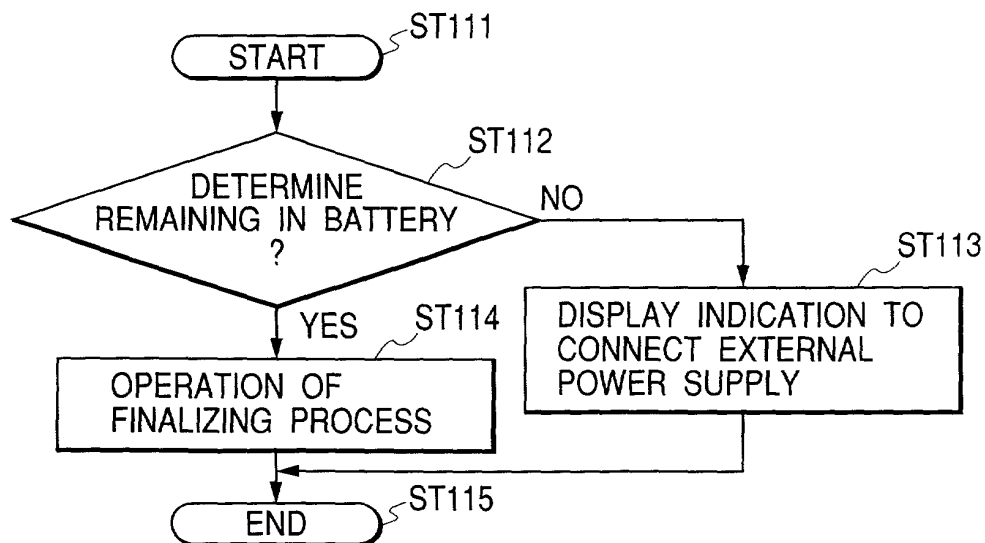 ST111
START
ST112
DETERMINE
REMAINING IN BATTERY
?
NO
YES
ST113
DISPLAY INDICATION TO
CONNECT EXTERNAL
POWER SUPPLY
ST114
OPERATION OF
FINALIZING PROCESS
ST115
END